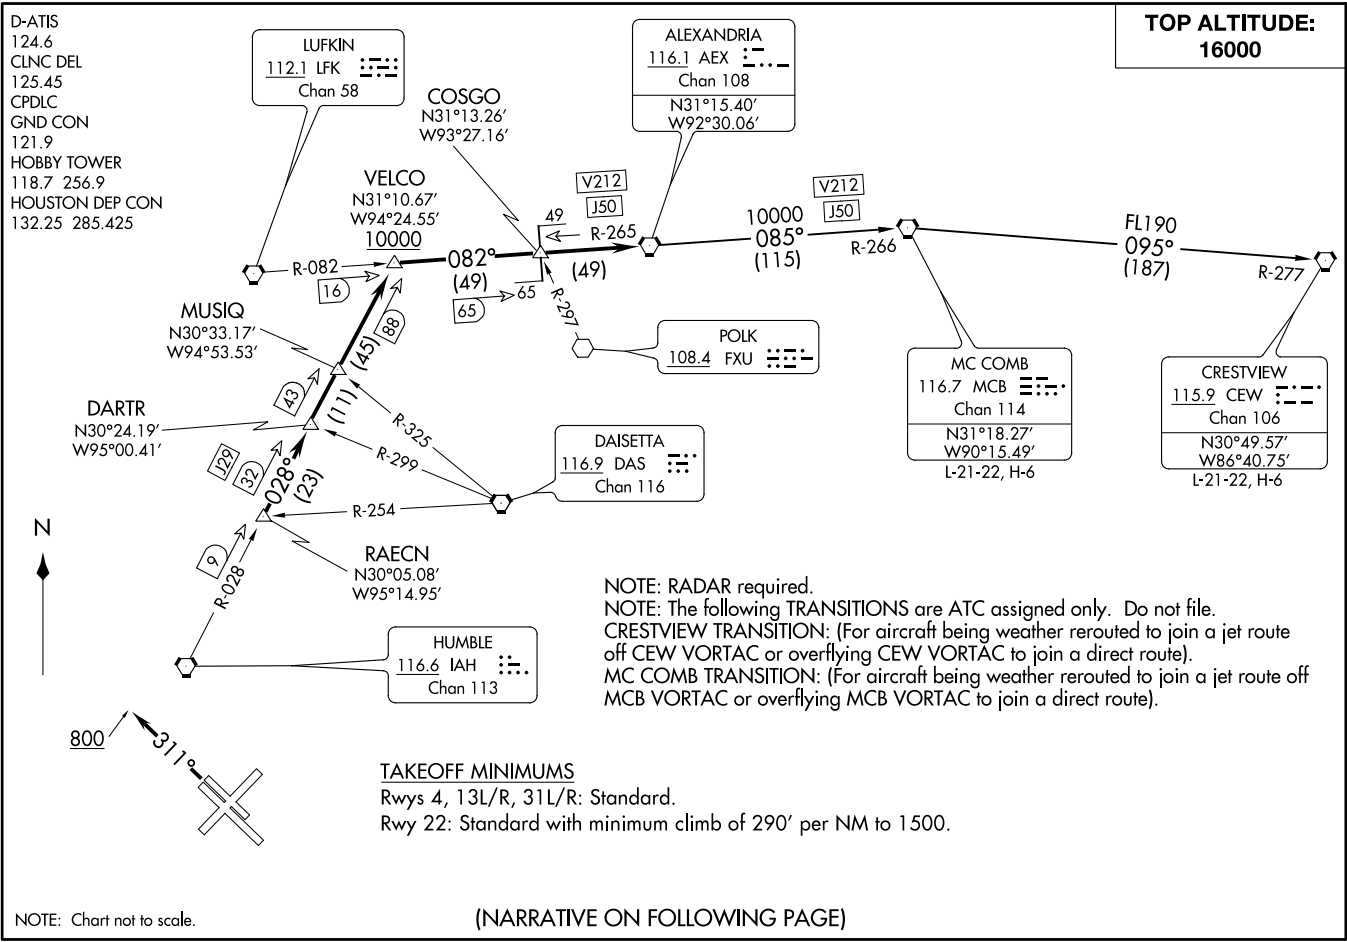 D-ATIS
124.6
CLNC DEL
125.45
CPDLC
GND CON
121.9
HOBBY TOWER
118.7 256.9
HOUSTON DEP CON
132.25 285.425
TOP ALTITUDE:
16000
LUFKIN
112.1 LFK
Chan 58
ALEXANDRIA
116.1 AEX
Chan 108
N31°15.40′
W92°30.06′
COSGO
N31°13.26′
W93°27.16′
VELCO
N31°10.67′
W94°24.55′
10000
V212
J50
49
R-265
V212
J50
10000
085°
(115)
R-266
FL190
095°
(187)
R-277
R-082
16
082°
(49)
65
65
(49)
R-297
88
MUSIQ
N30°33.17′
W94°53.53′
(45)
POLK
108.4 FXU
MC COMB
116.7 MCB
Chan 114
N31°18.27′
W90°15.49′
L-21-22, H-6
CRESTVIEW
115.9 CEW
Chan 106
N30°49.57′
W86°40.75′
L-21-22, H-6
43
(11)
R-325
DARTR
N30°24.19′
W95°00.41′
R-299
DAISETTA
116.9 DAS
Chan 116
J29
32
028°
(23)
R-254
N
9
R-028
RAECN
N30°05.08′
W95°14.95′
HUMBLE
116.6 IAH
Chan 113
NOTE: RADAR required.
NOTE: The following TRANSITIONS are ATC assigned only. Do not file.
CRESTVIEW TRANSITION: (For aircraft being weather rerouted to join a jet route
off CEW VORTAC or overflying CEW VORTAC to join a direct route).
MC COMB TRANSITION: (For aircraft being weather rerouted to join a jet route off
MCB VORTAC or overflying MCB VORTAC to join a direct route).
800
311°
TAKEOFF MINIMUMS
Rwys 4, 13L/R, 31L/R: Standard.
Rwy 22: Standard with minimum climb of 290′ per NM to 1500.
NOTE: Chart not to scale.
(NARRATIVE ON FOLLOWING PAGE)